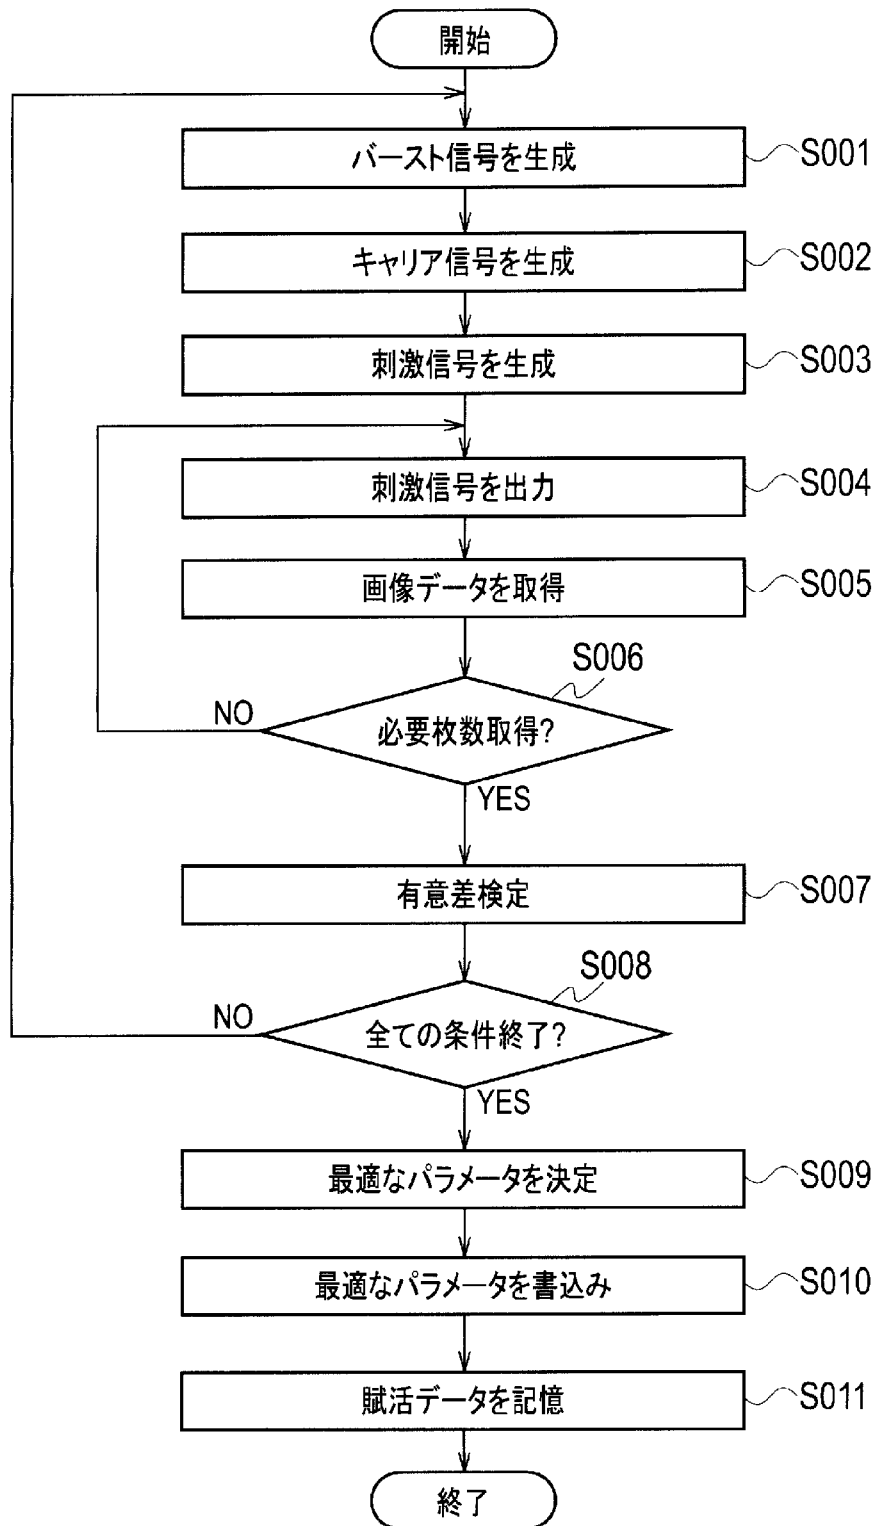 開始
バースト信号を生成
S001
キャリア信号を生成
S002
刺激信号を生成
S003
刺激信号を出力
S004
画像データを取得
S005
S006
必要枚数取得?
NO
YES
有意差検定
S007
S008
全ての条件終了?
NO
YES
最適なパラメータを決定
S009
最適なパラメータを書込み
S010
賦活データを記憶
S011
終了